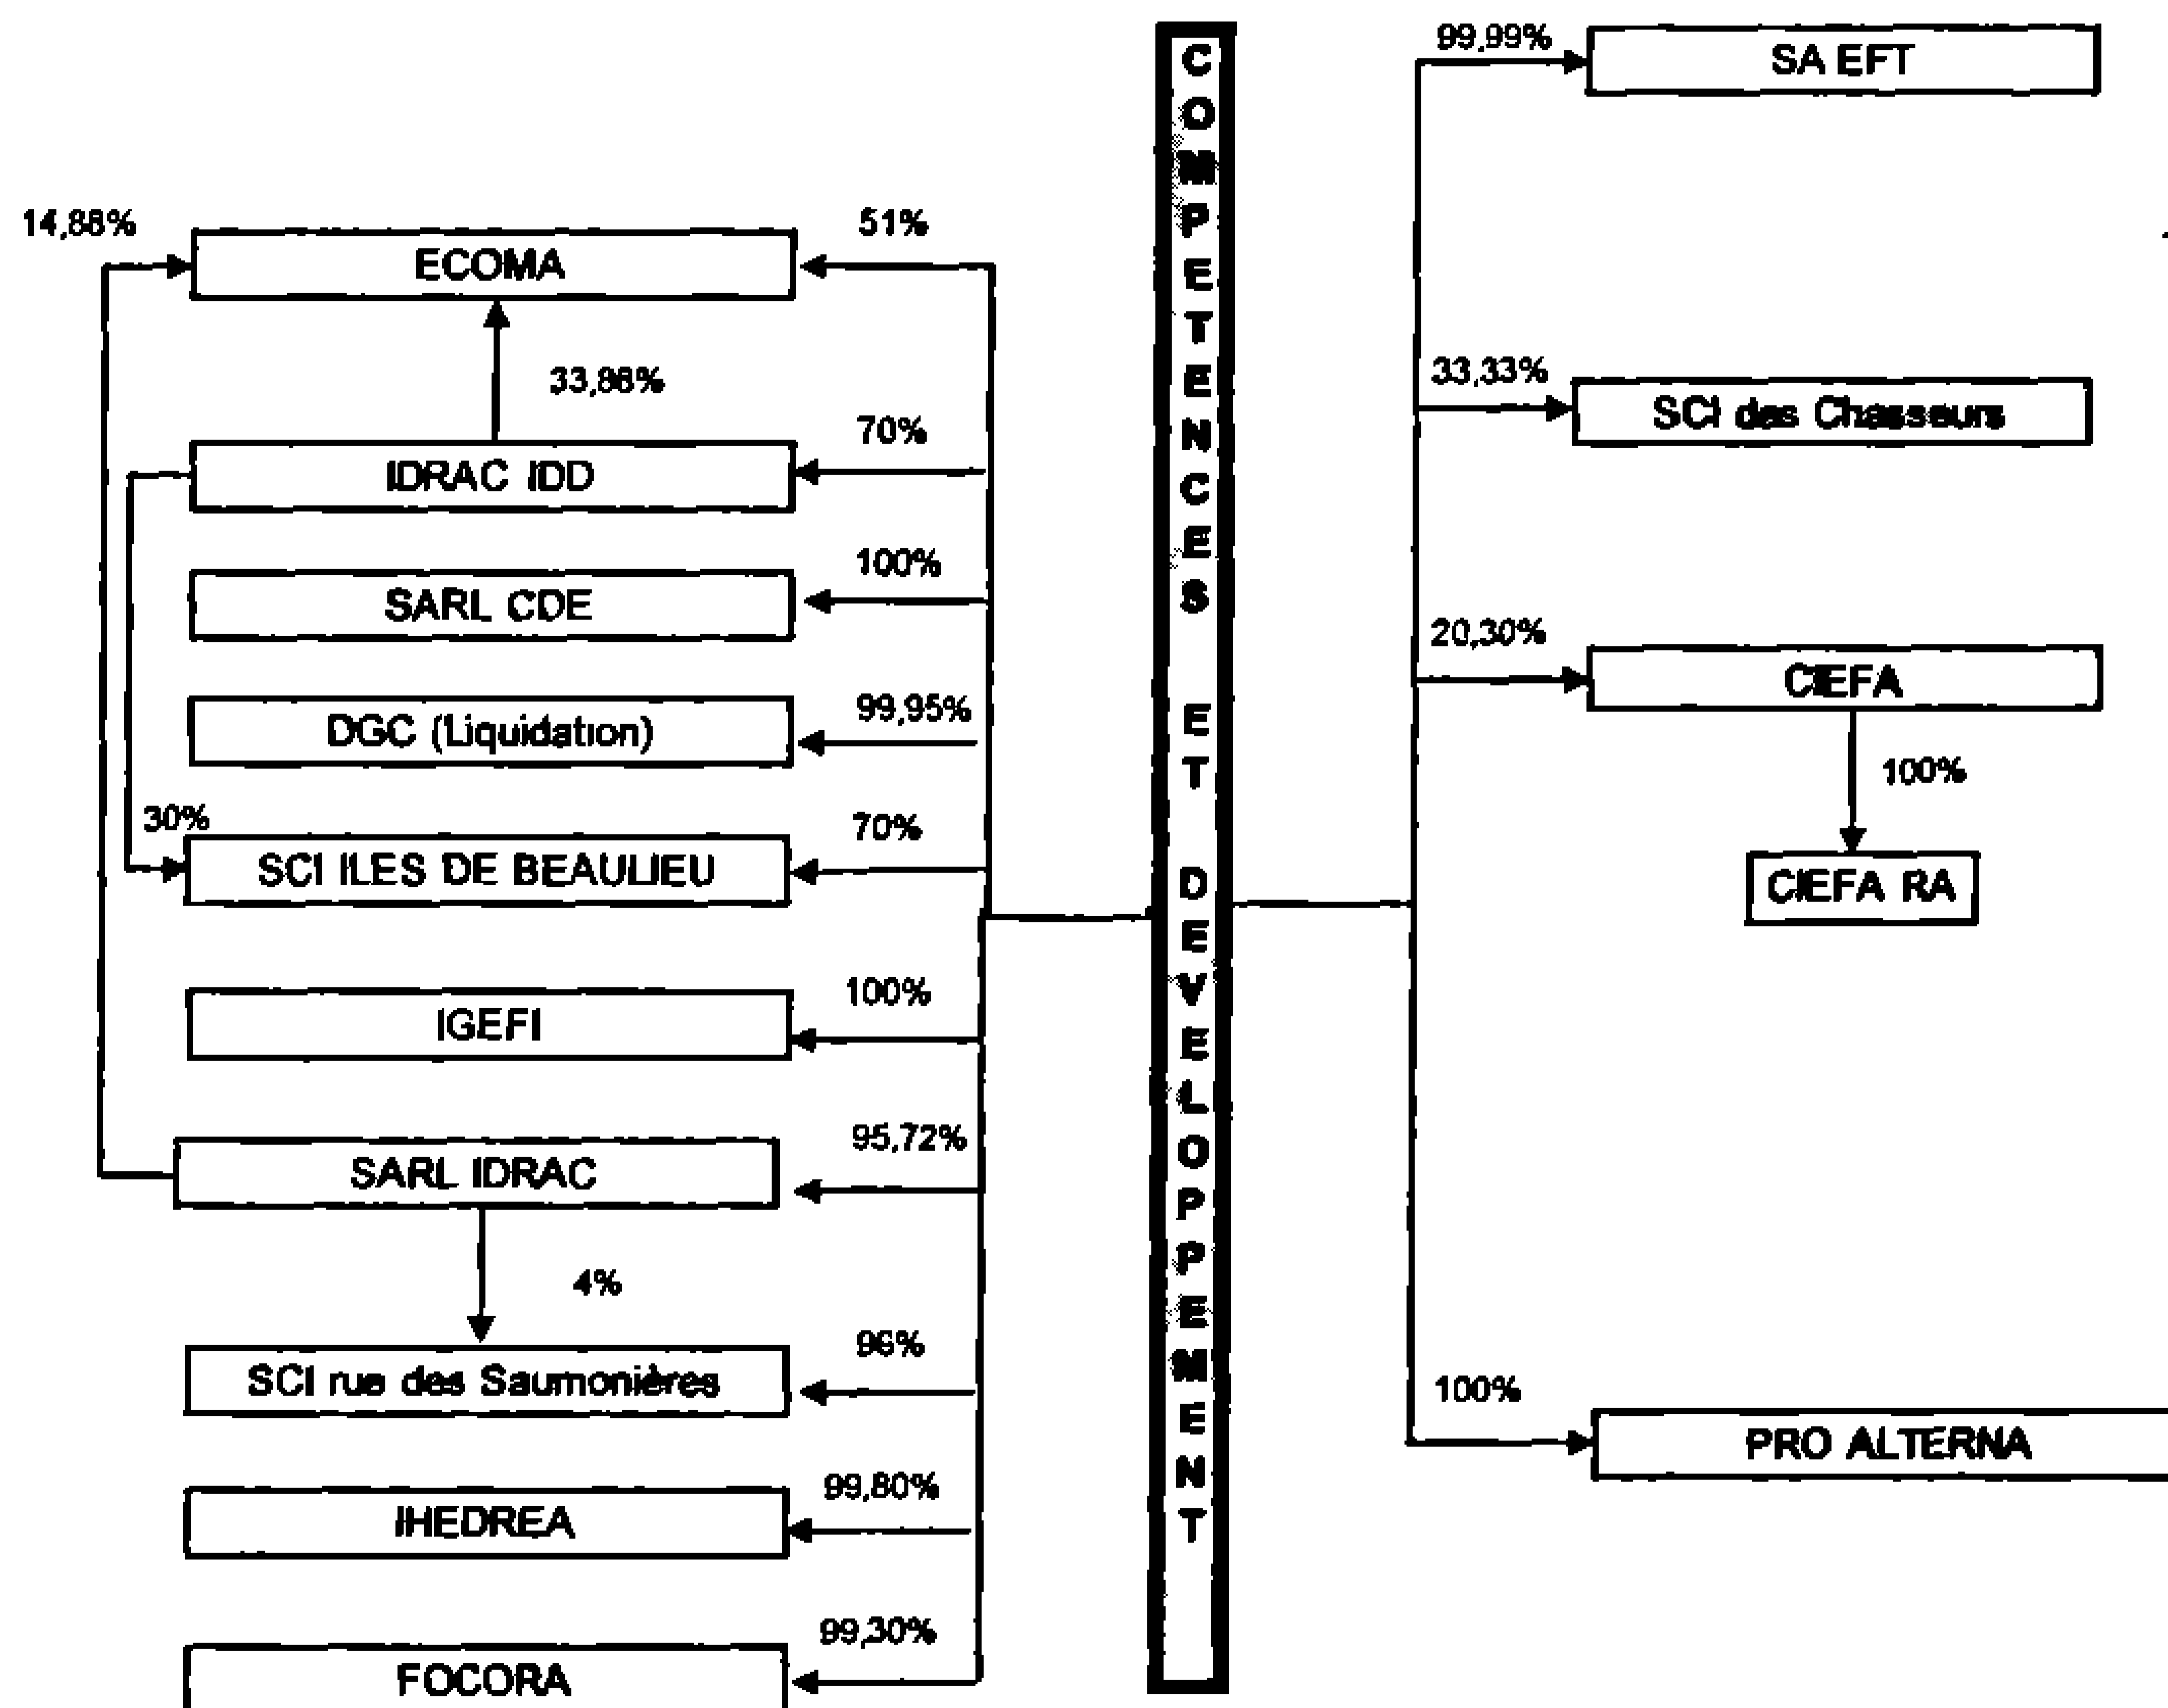 14,88%
ECOMA
51%
33,88%
IDRAC IDD
70%
100%
SARL CDE
DGC (Liquidation)
99,95%
30%
SCI ILES DE BEAULIEU
70%
IGEFI
100%
SARL IDRAC
95,72%
4%
SCI rue des Saumonières
96%
IHEDREA
99,80%
FOCORA
99,30%
COMPETENCES ET DEVELOPPEMENT
99,99%
SA EFT
33,33%
SCI des Chasseurs
20,30%
CIEFA
100%
CIEFA RA
100%
PRO ALTERNA